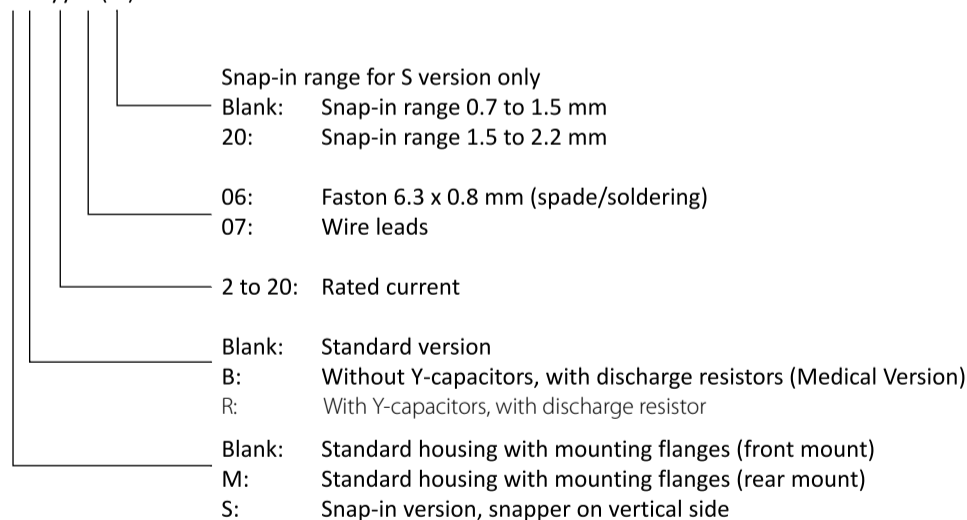 Snap-in range for S version only
Blank: Snap-in range 0.7 to 1.5 mm
20: Snap-in range 1.5 to 2.2 mm
06: Faston 6.3 x 0.8 mm (spade/soldering)
07: Wire leads
2 to 20: Rated current
Blank: Standard version
B: Without Y-capacitors, with discharge resistors (Medical Version)
R: With Y-capacitors, with discharge resistor
Blank: Standard housing with mounting flanges (front mount)
M: Standard housing with mounting flanges (rear mount)
S: Snap-in version, snapper on vertical side